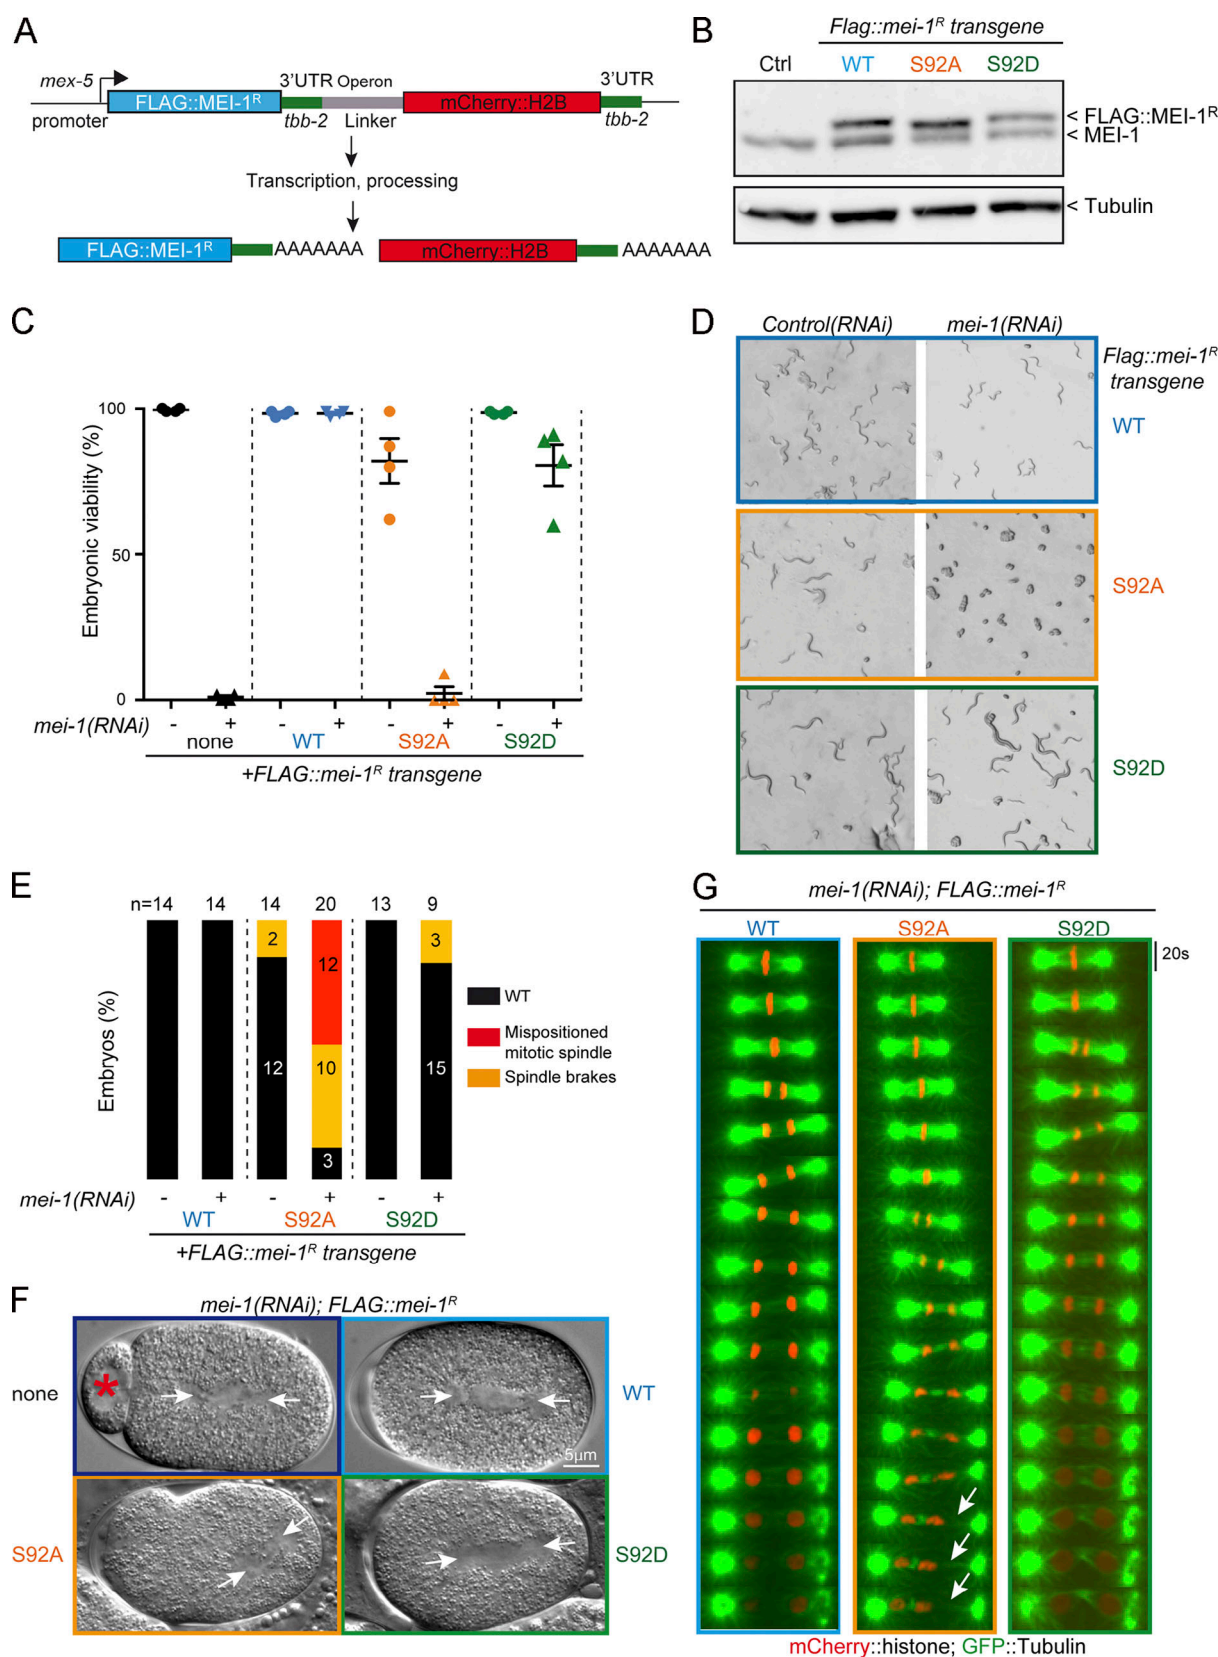 A
mex-5
3'UTR Operon
3'UTR
FLAG::MEI-1R
mCherry::H2B
promoter
tbb-2
Linker
tbb-2
Transcription, processing
FLAG::MEI-1R
AAAAAAA
mCherry::H2B
AAAAAAA
B
Flag::mei-1R transgene
Ctrl WT S92A S92D
< FLAG::MEI-1R
< MEI-1
< Tubulin
C
Embryonic viability (%)
100
50
0
mei-1(RNAi) - + - + - + - +
none WT S92A S92D
+FLAG::mei-1R transgene
D
Control(RNAi) mei-1(RNAi)
Flag::mei-1R
transgene
WT
S92A
S92D
E
n=14 14 14 20 13 9
Embryos (%)
2
12
12
10
3
3
15
WT
Mispositioned
mitotic spindle
Spindle brakes
mei-1(RNAi) - + - + - +
WT S92A S92D
+FLAG::mei-1R transgene
F
mei-1(RNAi); FLAG::mei-1R
none
*
WT
5µm
S92A
S92D
G
mei-1(RNAi); FLAG::mei-1R
WT S92A S92D
20s
mCherry::histone; GFP::Tubulin